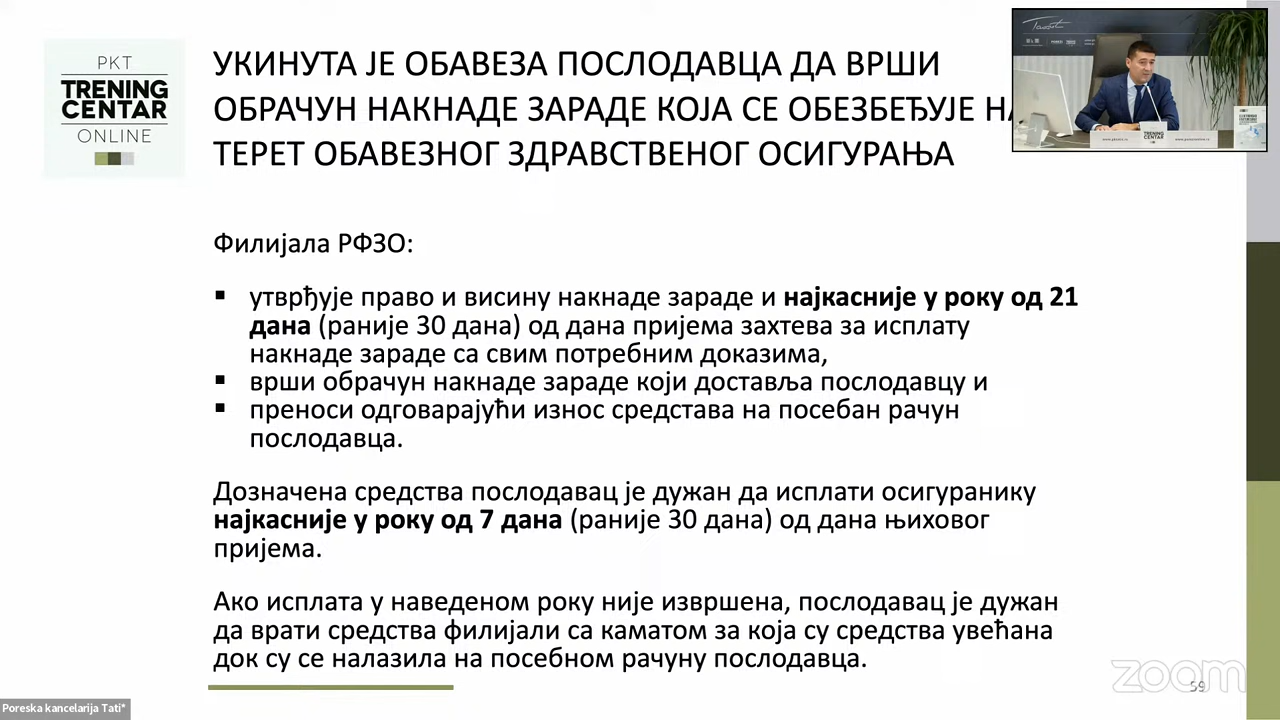 PKT
TRENING
CENTAR
ONLINE
УКИНУТА ЈЕ ОБАВЕЗА ПОСЛОДАВЦА ДА ВРШИ
ОБРАЧУН НАКНАДЕ ЗАРАДЕ КОЈА СЕ ОБЕЗБЕЂУЈЕ НА
ТЕРЕТ ОБАВЕЗНОГ ЗДРАВСТВЕНОГ ОСИГУРАЊА
Филијала РФЗО:
▪ утврђује право и висину накнаде зараде и најкасније у року од 21
дана (раније 30 дана) од дана пријема захтева за исплату
накнаде зараде са свим потребним доказима,
▪ врши обрачун накнаде зараде који доставља послодавцу и
▪ преноси одговарајући износ средстава на посебан рачун
послодавца.
Дозначена средства послодавац је дужан да исплати осигуранику
најкасније у року од 7 дана (раније 30 дана) од дана њиховог
пријема.
Ако исплата у наведеном року није извршена, послодавац је дужан
да врати средства филијали са каматом за која су средства увећана
док су се налазила на посебном рачуну послодавца.
TRENING
CENTAR
zoom
59
Poreska kancelarija Tati*